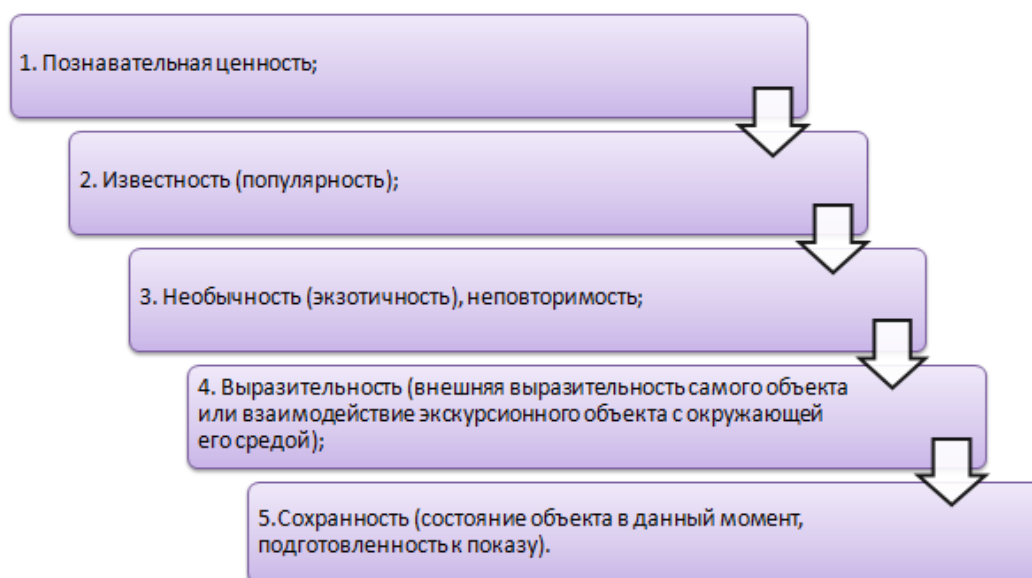 1. Познавательная ценность;
2. Известность (популярность);
3. Необычность (экзотичность), неповторимость;
4. Выразительность (внешняя выразительность самого объекта
или взаимодействие экскурсионного объекта с окружающей
его средой);
5.Сохранность (состояние объекта в данный момент,
подготовленность к показу).